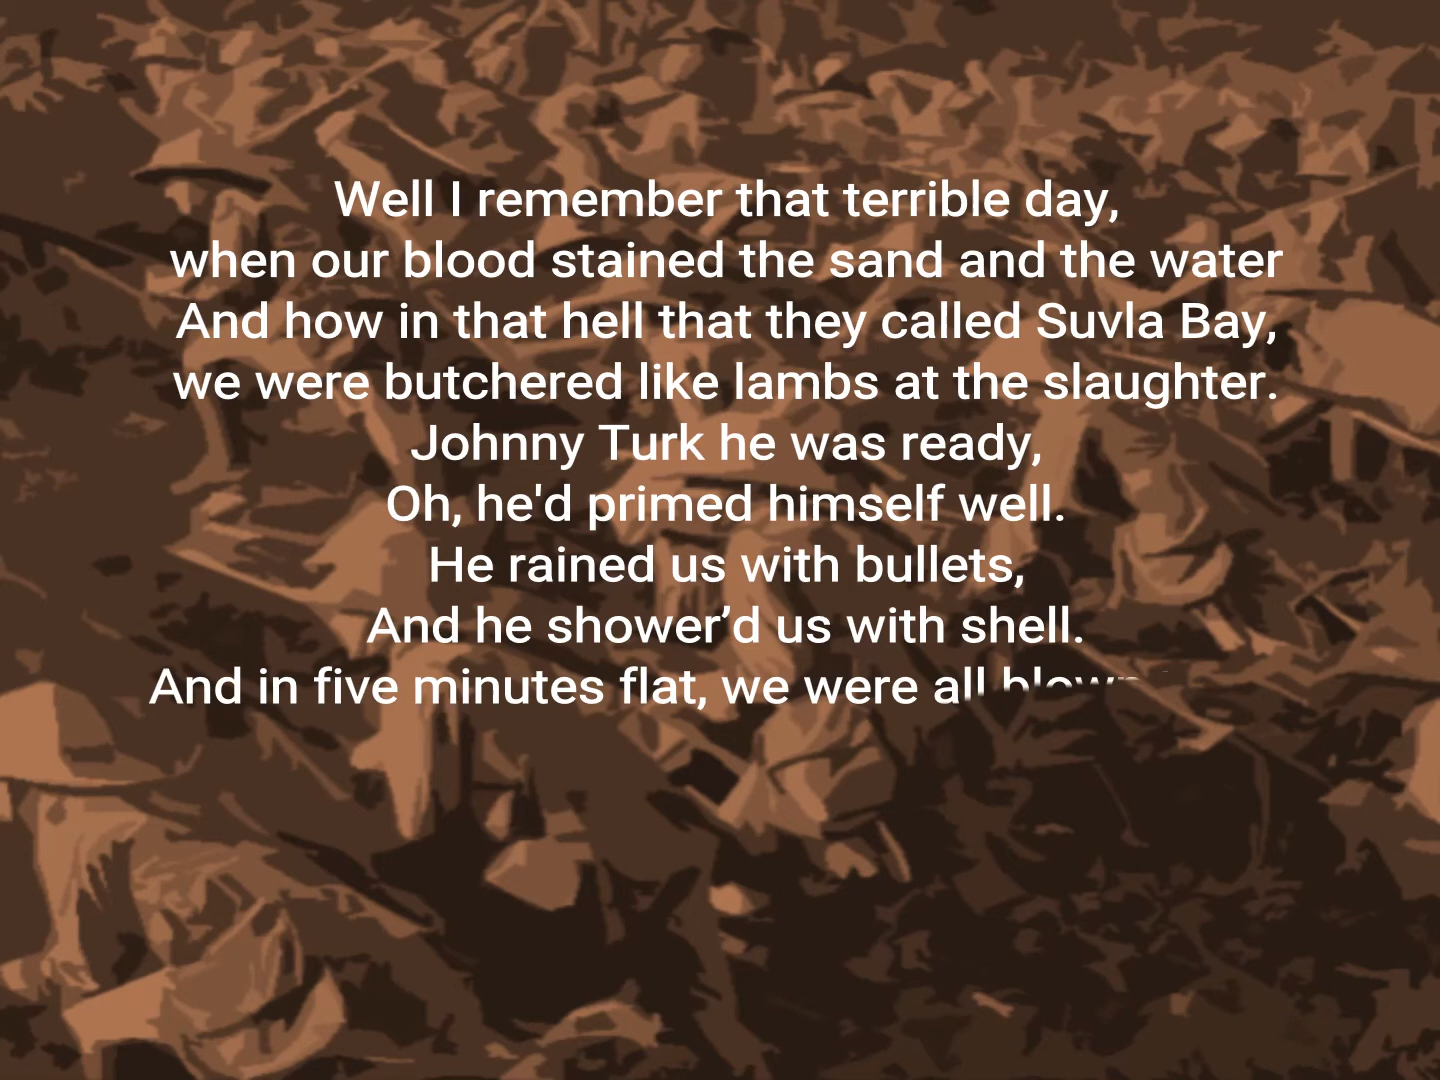 Well I remember that terrible day,
when our blood stained the sand and the water
And how in that hell that they called Suvla Bay,
we were butchered like lambs at the slaughter.
Johnny Turk he was ready,
Oh, he'd primed himself well.
He rained us with bullets,
And he shower’d us with shell.
And in five minutes flat, we were all